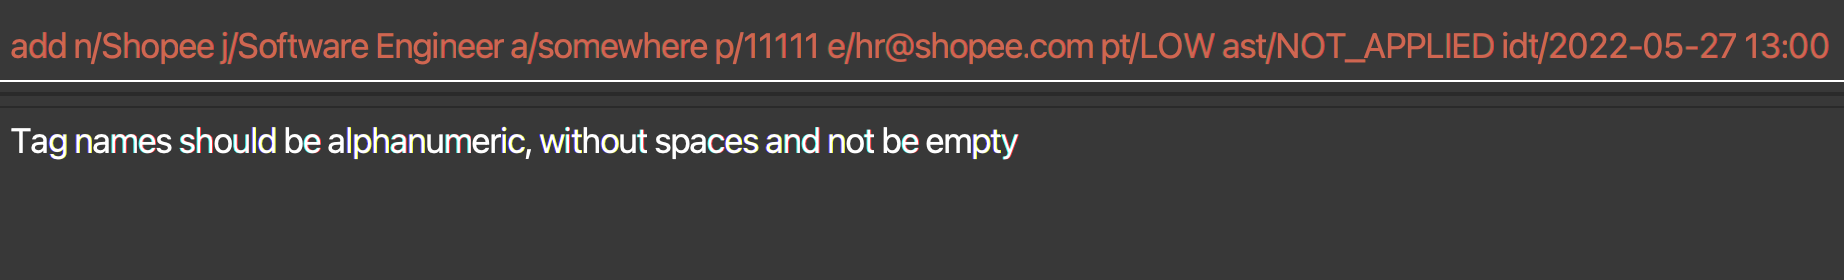 add n/Shopee j/Software Engineer a/somewhere p/11111 e/hr@shopee.com pt/LOW ast/NOT_APPLIED idt/2022-05-27 13:00
Tag names should be alphanumeric, without spaces and not be empty